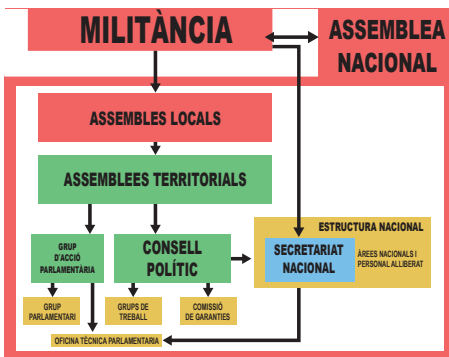 MILITÀNCIA
ASSEMBLEA
NACIONAL
ASSEMBLES LOCALS
ASSEMBLEES TERRITORIALS
GRUP
D'ACCIÓ
PARLAMENTÀRIA
CONSELL
POLÍTIC
ESTRUCTURA NACIONAL
SECRETARIAT
NACIONAL
ÀREES NACIONALS I
PERSONAL ALLIBERAT
GRUP
PARLAMENTARI
GRUPS DE
TREBALL
COMISSIÓ
DE GARANTIES
OFICINA TÈCNICA PARLAMENTARIA